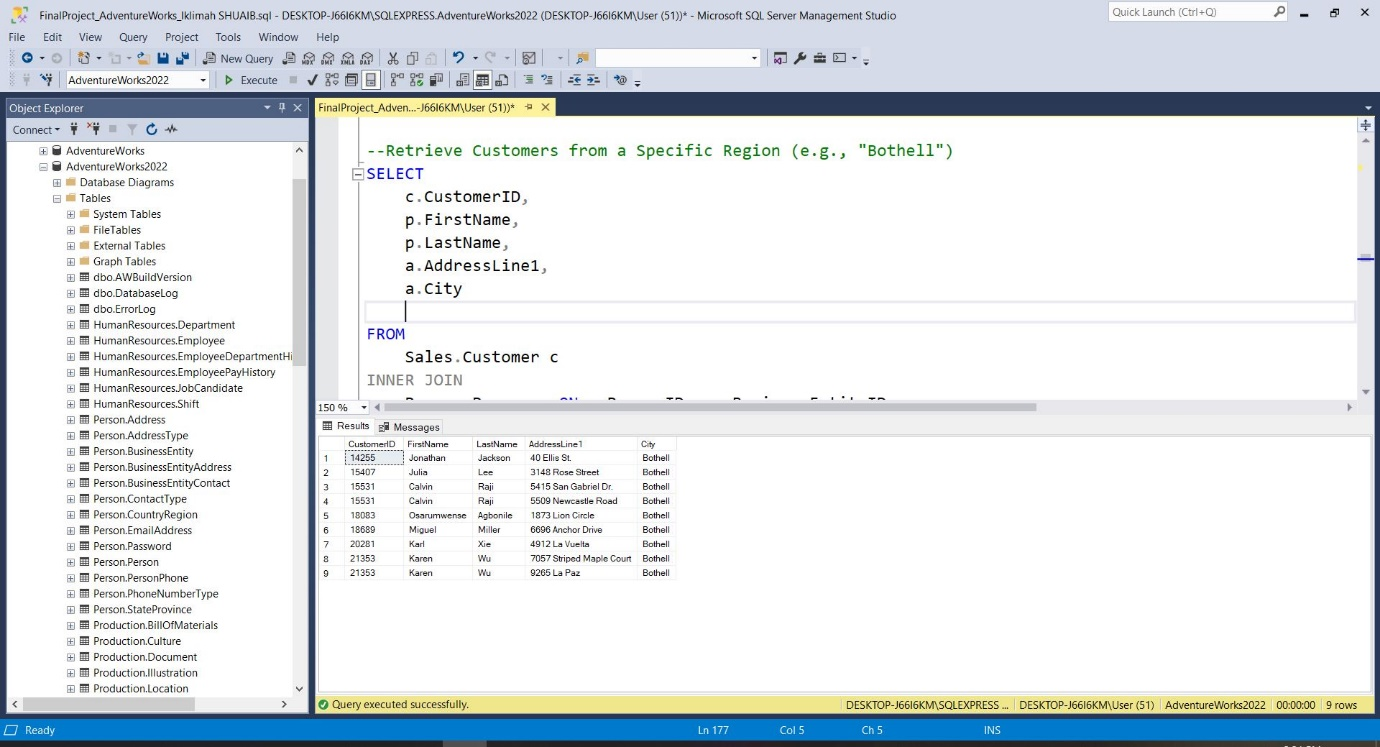 FinalProject_AdventureWorks_Iklimah SHUAIB.sql - DESKTOP-J66I6KM\SQLEXPRESS.AdventureWorks2022 (DESKTOP-J66I6KM\User (51))* - Microsoft SQL Server Management Studio
Quick Launch (Ctrl+Q)
File Edit View Query Project Tools Window Help
New Query
AdventureWorks2022 Execute
Object Explorer
Connect
AdventureWorks
AdventureWorks2022
Database Diagrams
Tables
System Tables
FileTables
External Tables
Graph Tables
dbo.AWBuildVersion
dbo.DatabaseLog
dbo.ErrorLog
HumanResources.Department
HumanResources.Employee
HumanResources.EmployeeDepartmentHi
HumanResources.EmployeePayHistory
HumanResources.JobCandidate
HumanResources.Shift
Person.Address
Person.AddressType
Person.BusinessEntity
Person.BusinessEntityAddress
Person.BusinessEntityContact
Person.ContactType
Person.CountryRegion
Person.EmailAddress
Person.Password
Person.Person
Person.PersonPhone
Person.PhoneNumberType
Person.StateProvince
Production.BillOfMaterials
Production.Culture
Production.Document
Production.Illustration
Production.Location
FinalProject_Adven...-J66I6KM\User (51))*
--Retrieve Customers from a Specific Region (e.g., "Bothell")
SELECT
c.CustomerID,
p.FirstName,
p.LastName,
a.AddressLine1,
a.City
FROM
Sales.Customer c
INNER JOIN
150 %
Results Messages
CustomerID FirstName LastName AddressLine1 City
1 14255 Jonathan Jackson 40 Ellis St. Bothell
2 15407 Julia Lee 3148 Rose Street Bothell
3 15531 Calvin Raji 5415 San Gabriel Dr. Bothell
4 15531 Calvin Raji 5509 Newcastle Road Bothell
5 18083 Osarumwense Agbonile 1873 Lion Circle Bothell
6 18689 Miguel Miller 6696 Anchor Drive Bothell
7 20281 Karl Xie 4912 La Vuelta Bothell
8 21353 Karen Wu 7057 Striped Maple Court Bothell
9 21353 Karen Wu 9265 La Paz Bothell
Query executed successfully.
DESKTOP-J66I6KM\SQLEXPRESS ... DESKTOP-J66I6KM\User (51) AdventureWorks2022 00:00:00 9 rows
Ready Ln 177 Col 5 Ch 5 INS